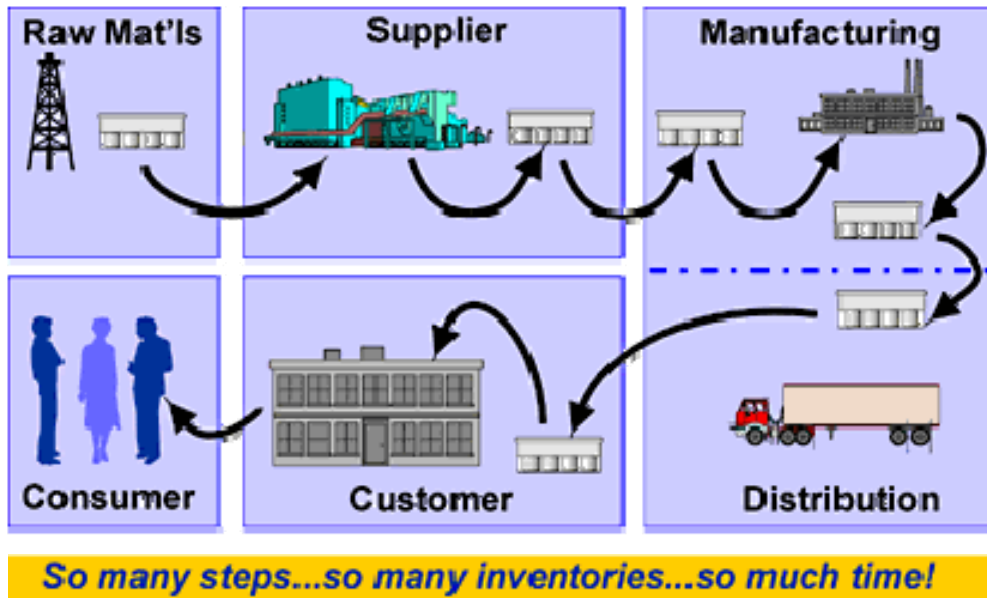 Raw Mat'ls
Supplier
Manufacturing
Consumer
Customer
Distribution
So many steps...so many inventories...so much time!